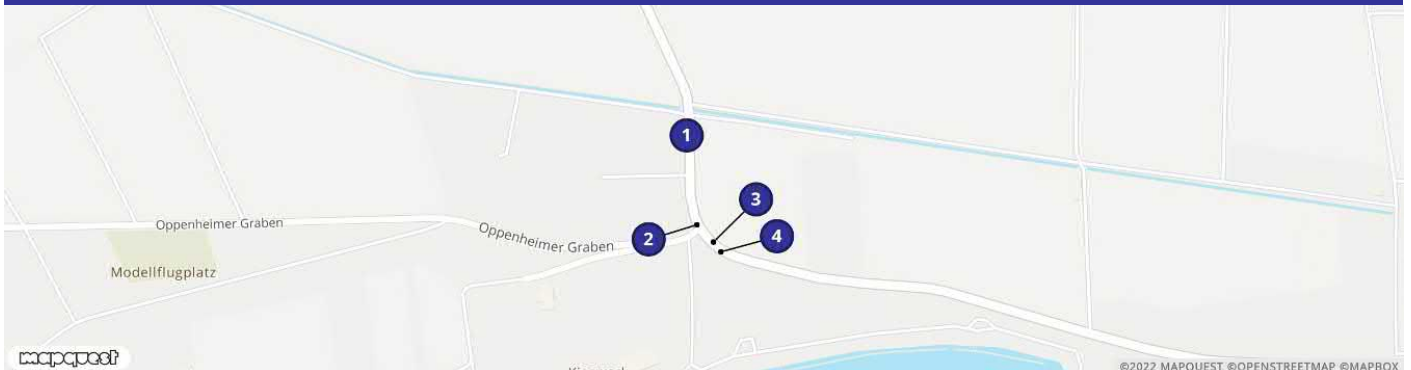 1
3
Oppenheimer Graben
Oppenheimer Graben
2
4
Modellflugplatz
mapquest
©2022 MAPQUEST ©OPENSTREETMAP ©MAPBOX